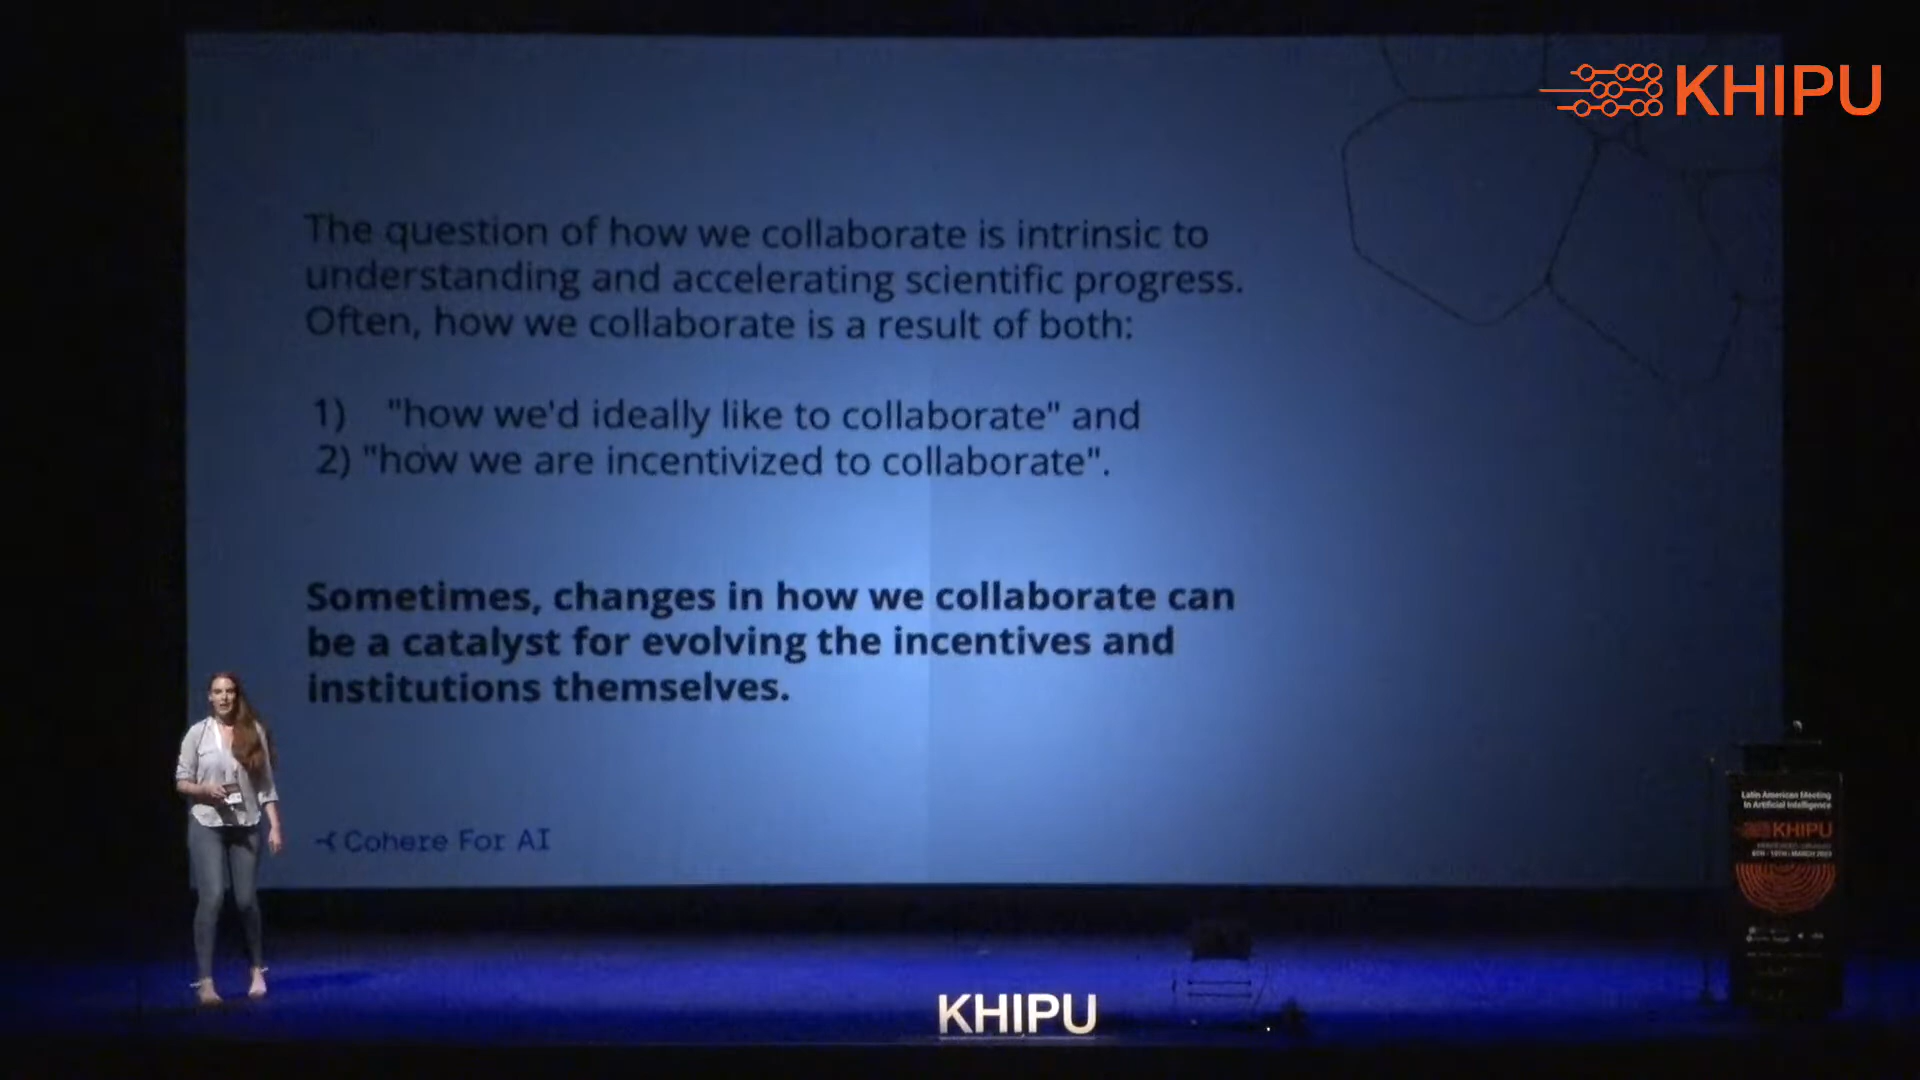 KHIPU
The question of how we collaborate is intrinsic to
understanding and accelerating scientific progress.
Often, how we collaborate is a result of both:
1) "how we'd ideally like to collaborate" and
2) "how we are incentivized to collaborate".
Sometimes, changes in how we collaborate can
be a catalyst for evolving the incentives and
institutions themselves.
Cohere For AI
Latin American Meeting
In Artificial Intelligence
KHIPU
KHIPU